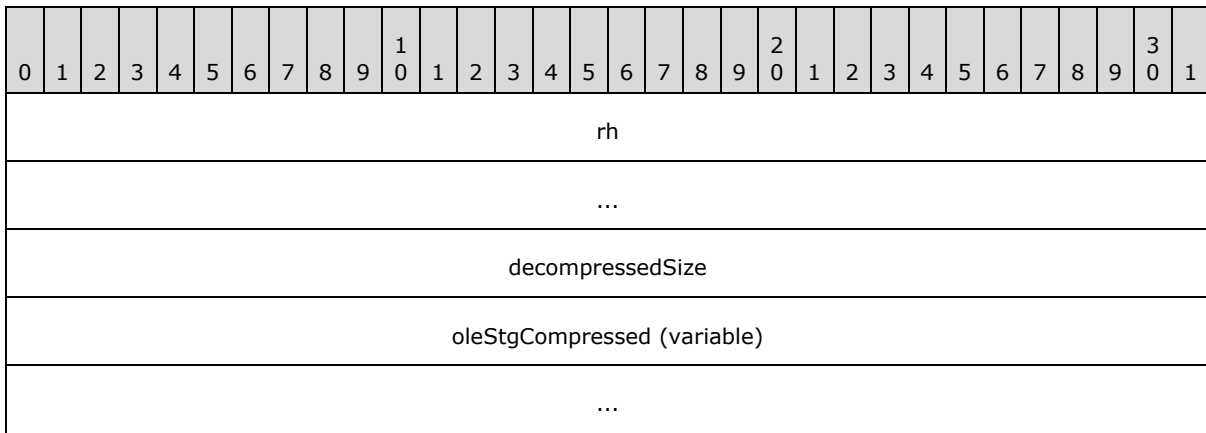 1 2 3
0 1 2 3 4 5 6 7 8 9 0 1 2 3 4 5 6 7 8 9 0 1 2 3 4 5 6 7 8 9 0 1
rh
...
decompressedSize
oleStgCompressed (variable)
...